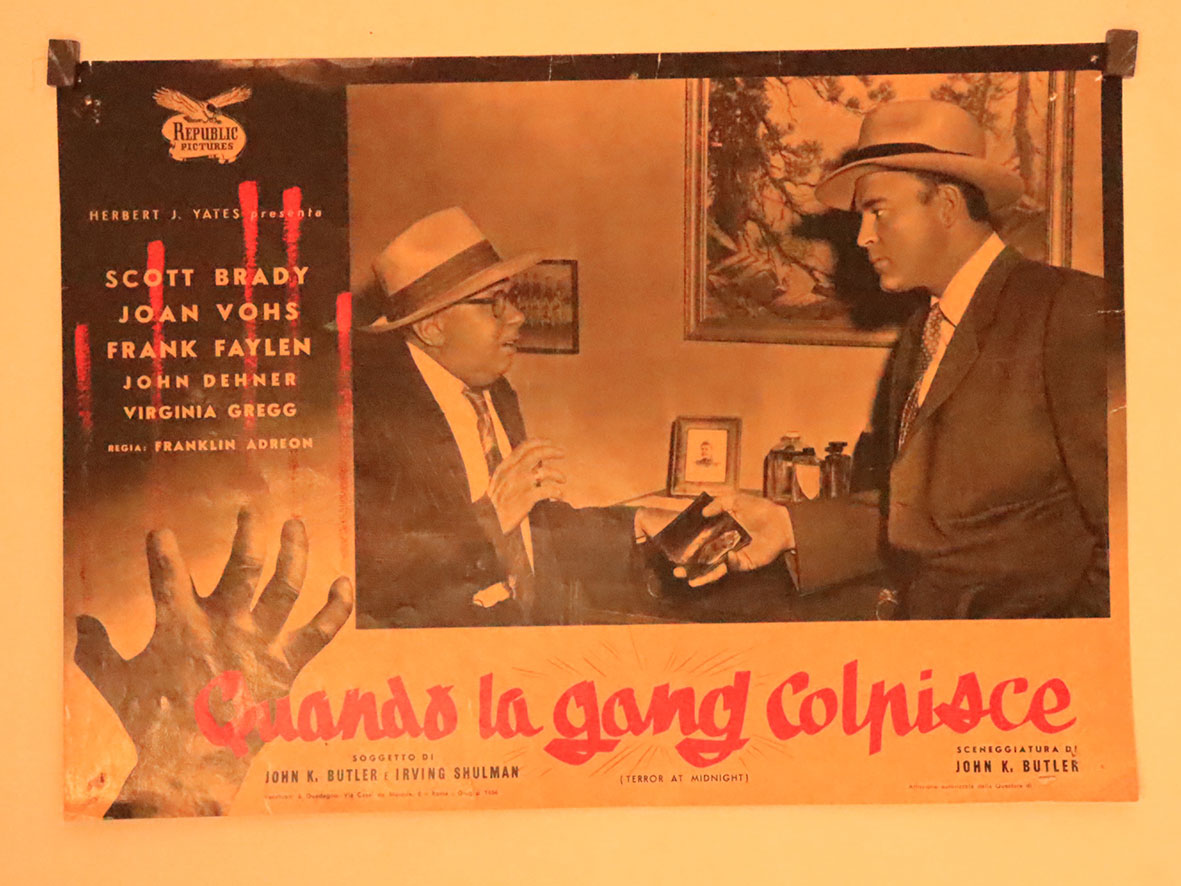 REPUBLIC
PICTURES
HERBERT J. YATES presenta
SCOTT BRADY
JOAN VOHS
FRANK FAYLEN
JOHN DEHNER
VIRGINIA GREGG
REGIA: FRANKLIN ADREON
Quando la gang colpisce
SOGGETTO DI
JOHN K. BUTLER E IRVING SHULMAN
(TERROR AT MIDNIGHT)
SCENEGGIATURA DI
JOHN K. BUTLER